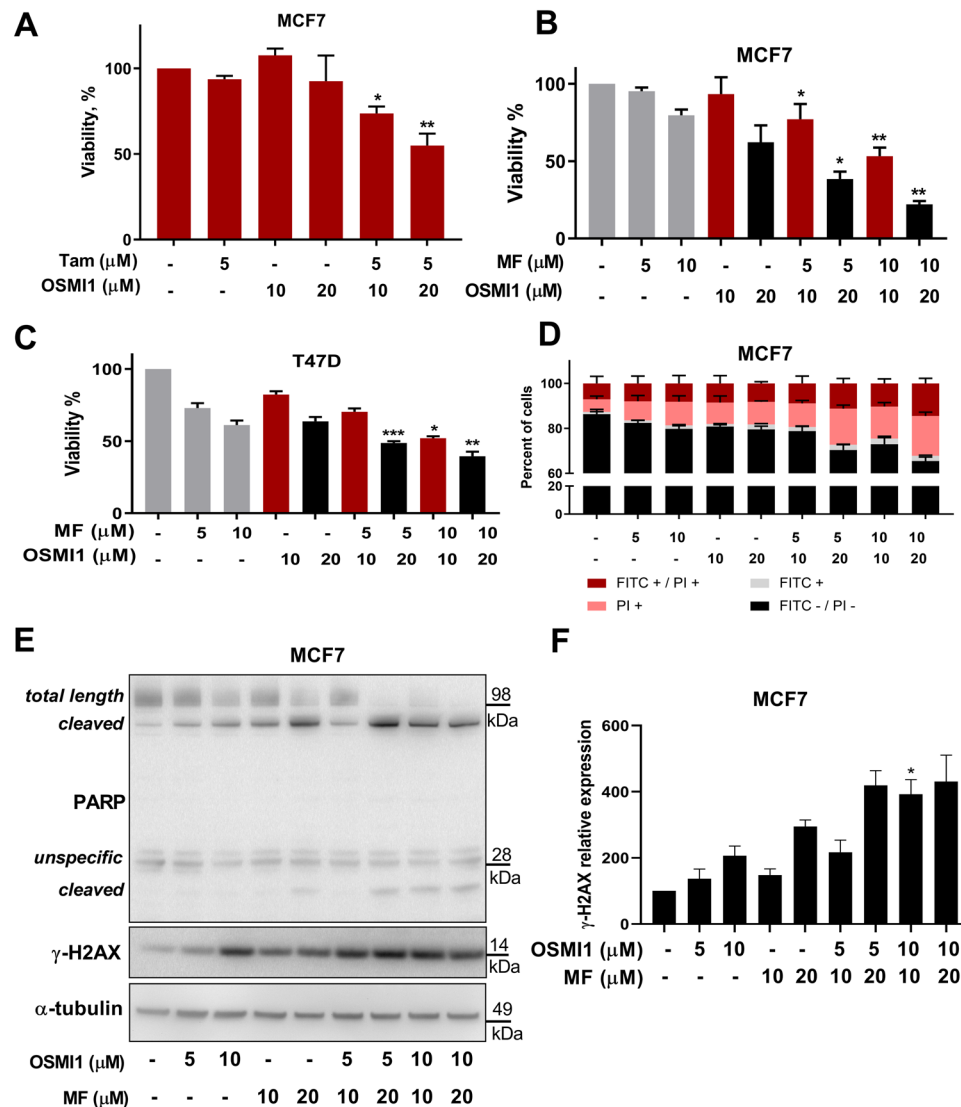 A
MCF7
Viability, %
100
50
0
Tam (μM) - 5 - - 5 5
OSMI1 (μM) - - 10 20 10 20
* **
B
MCF7
Viability %
100
50
0
* * ** **
MF (μM) - 5 10 - - 5 5 10 10
OSMI1 (μM) - - - 10 20 10 20 10 20
C
T47D
Viability %
100
50
0
*** * **
MF (μM) - 5 10 - - 5 5 10 10
OSMI1 (μM) - - - 10 20 10 20 10 20
D
MCF7
Percent of cells
100
80
60
20
0
- 5 10 - - 5 5 10 10
- - - 10 20 10 20 10 20
FITC + / PI + FITC +
PI + FITC - / PI -
E
MCF7
total length 98
cleaved kDa
PARP
unspecific 28
cleaved kDa
γ-H2AX 14
kDa
α-tubulin 49
kDa
OSMI1 (μM) - 5 10 - - 5 5 10 10
MF (μM) - - - 10 20 10 20 10 20
F
MCF7
γ-H2AX relative expression
600
400
200
0
*
OSMI1 (μM) - 5 10 - - 5 5 10 10
MF (μM) - - - 10 20 10 20 10 20